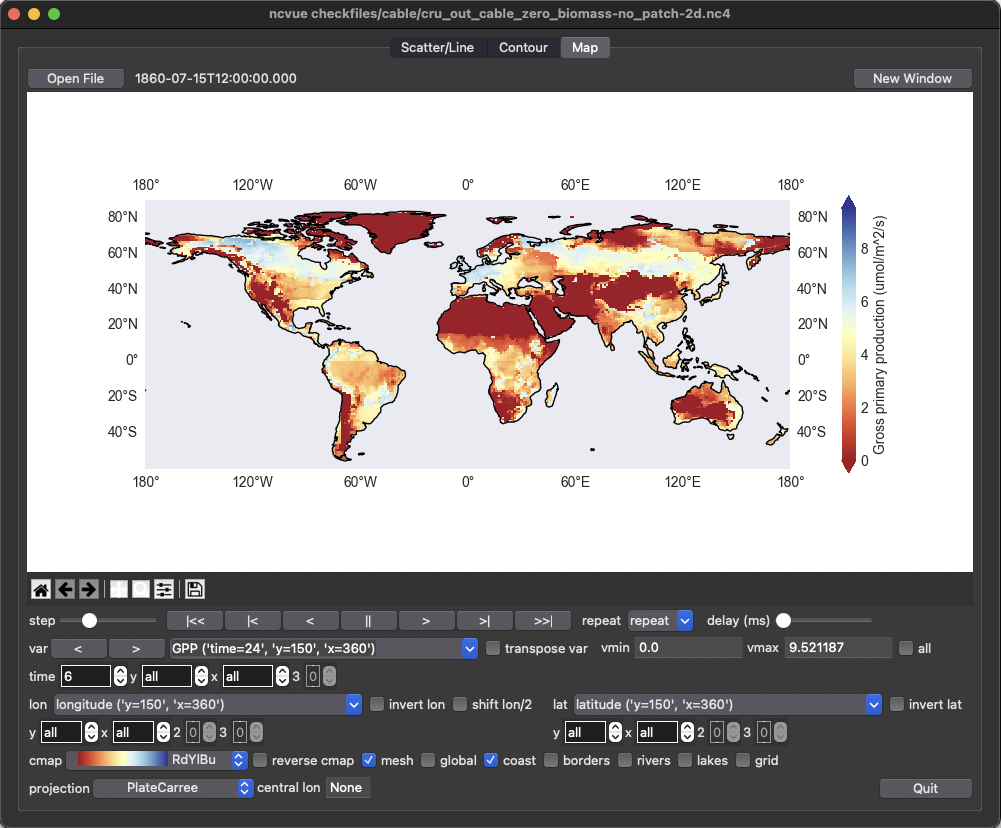 ncvue checkfiles/cable/cru_out_cable_zero_biomass-no_patch-2d.nc4
Scatter/Line Contour Map
Open File 1860-07-15T12:00:00.000 New Window
180° 120°W 60°W 0° 60°E 120°E 180°
80°N 80°N
60°N 60°N
40°N 40°N
20°N 20°N
0° 0°
20°S 20°S
40°S 40°S
180° 120°W 60°W 0° 60°E 120°E 180°
8
6
4
2
0
Gross primary production (umol/m^2/s)
step |<< |< < || > >| >>| repeat repeat delay (ms)
var < > GPP ('time=24', 'y=150', 'x=360') transpose var vmin 0.0 vmax 9.521187 all
time 6 y all x all 3 0
lon longitude ('y=150', 'x=360') invert lon shift lon/2 lat latitude ('y=150', 'x=360') invert lat
y all x all 2 0 3 0 y all x all 2 0 3 0
cmap RdYlBu reverse cmap mesh global coast borders rivers lakes grid
projection PlateCarree central lon None Quit